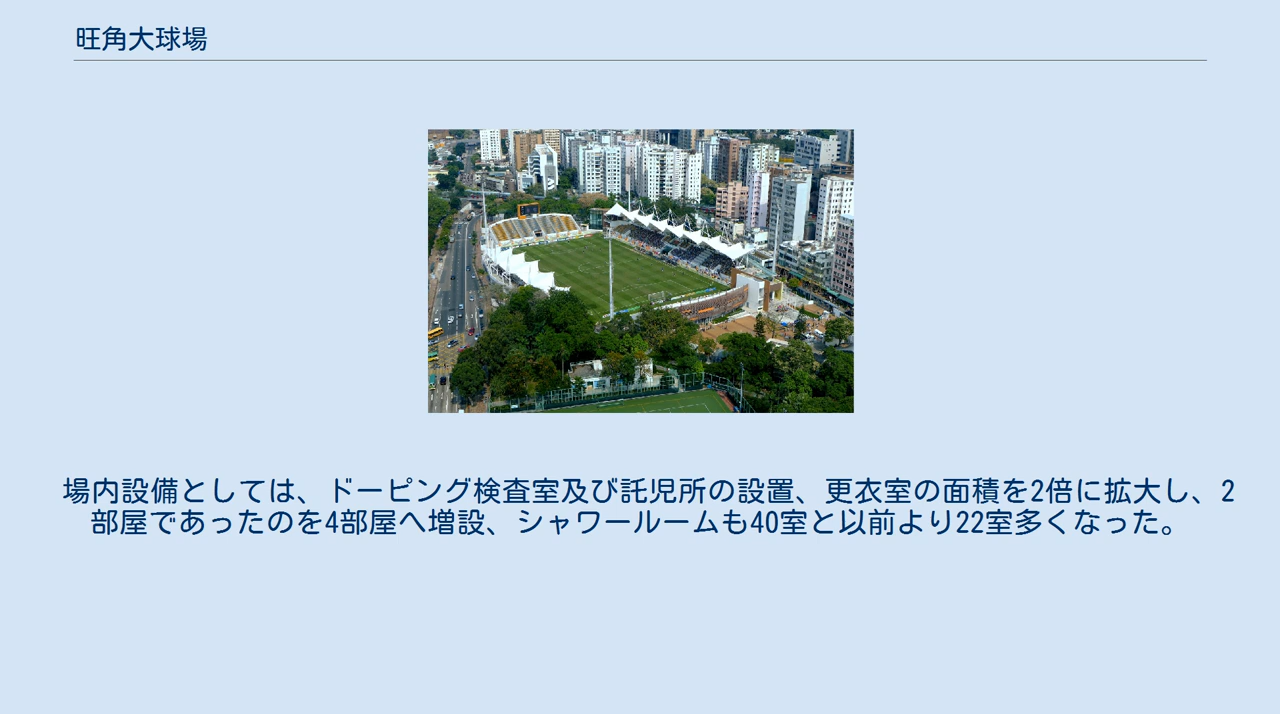 旺角大球場
場内設備としては、ドーピング検査室及び託児所の設置、更衣室の面積を2倍に拡大し、2
部屋であったのを4部屋へ増設、シャワールームも40室と以前より22室多くなった。